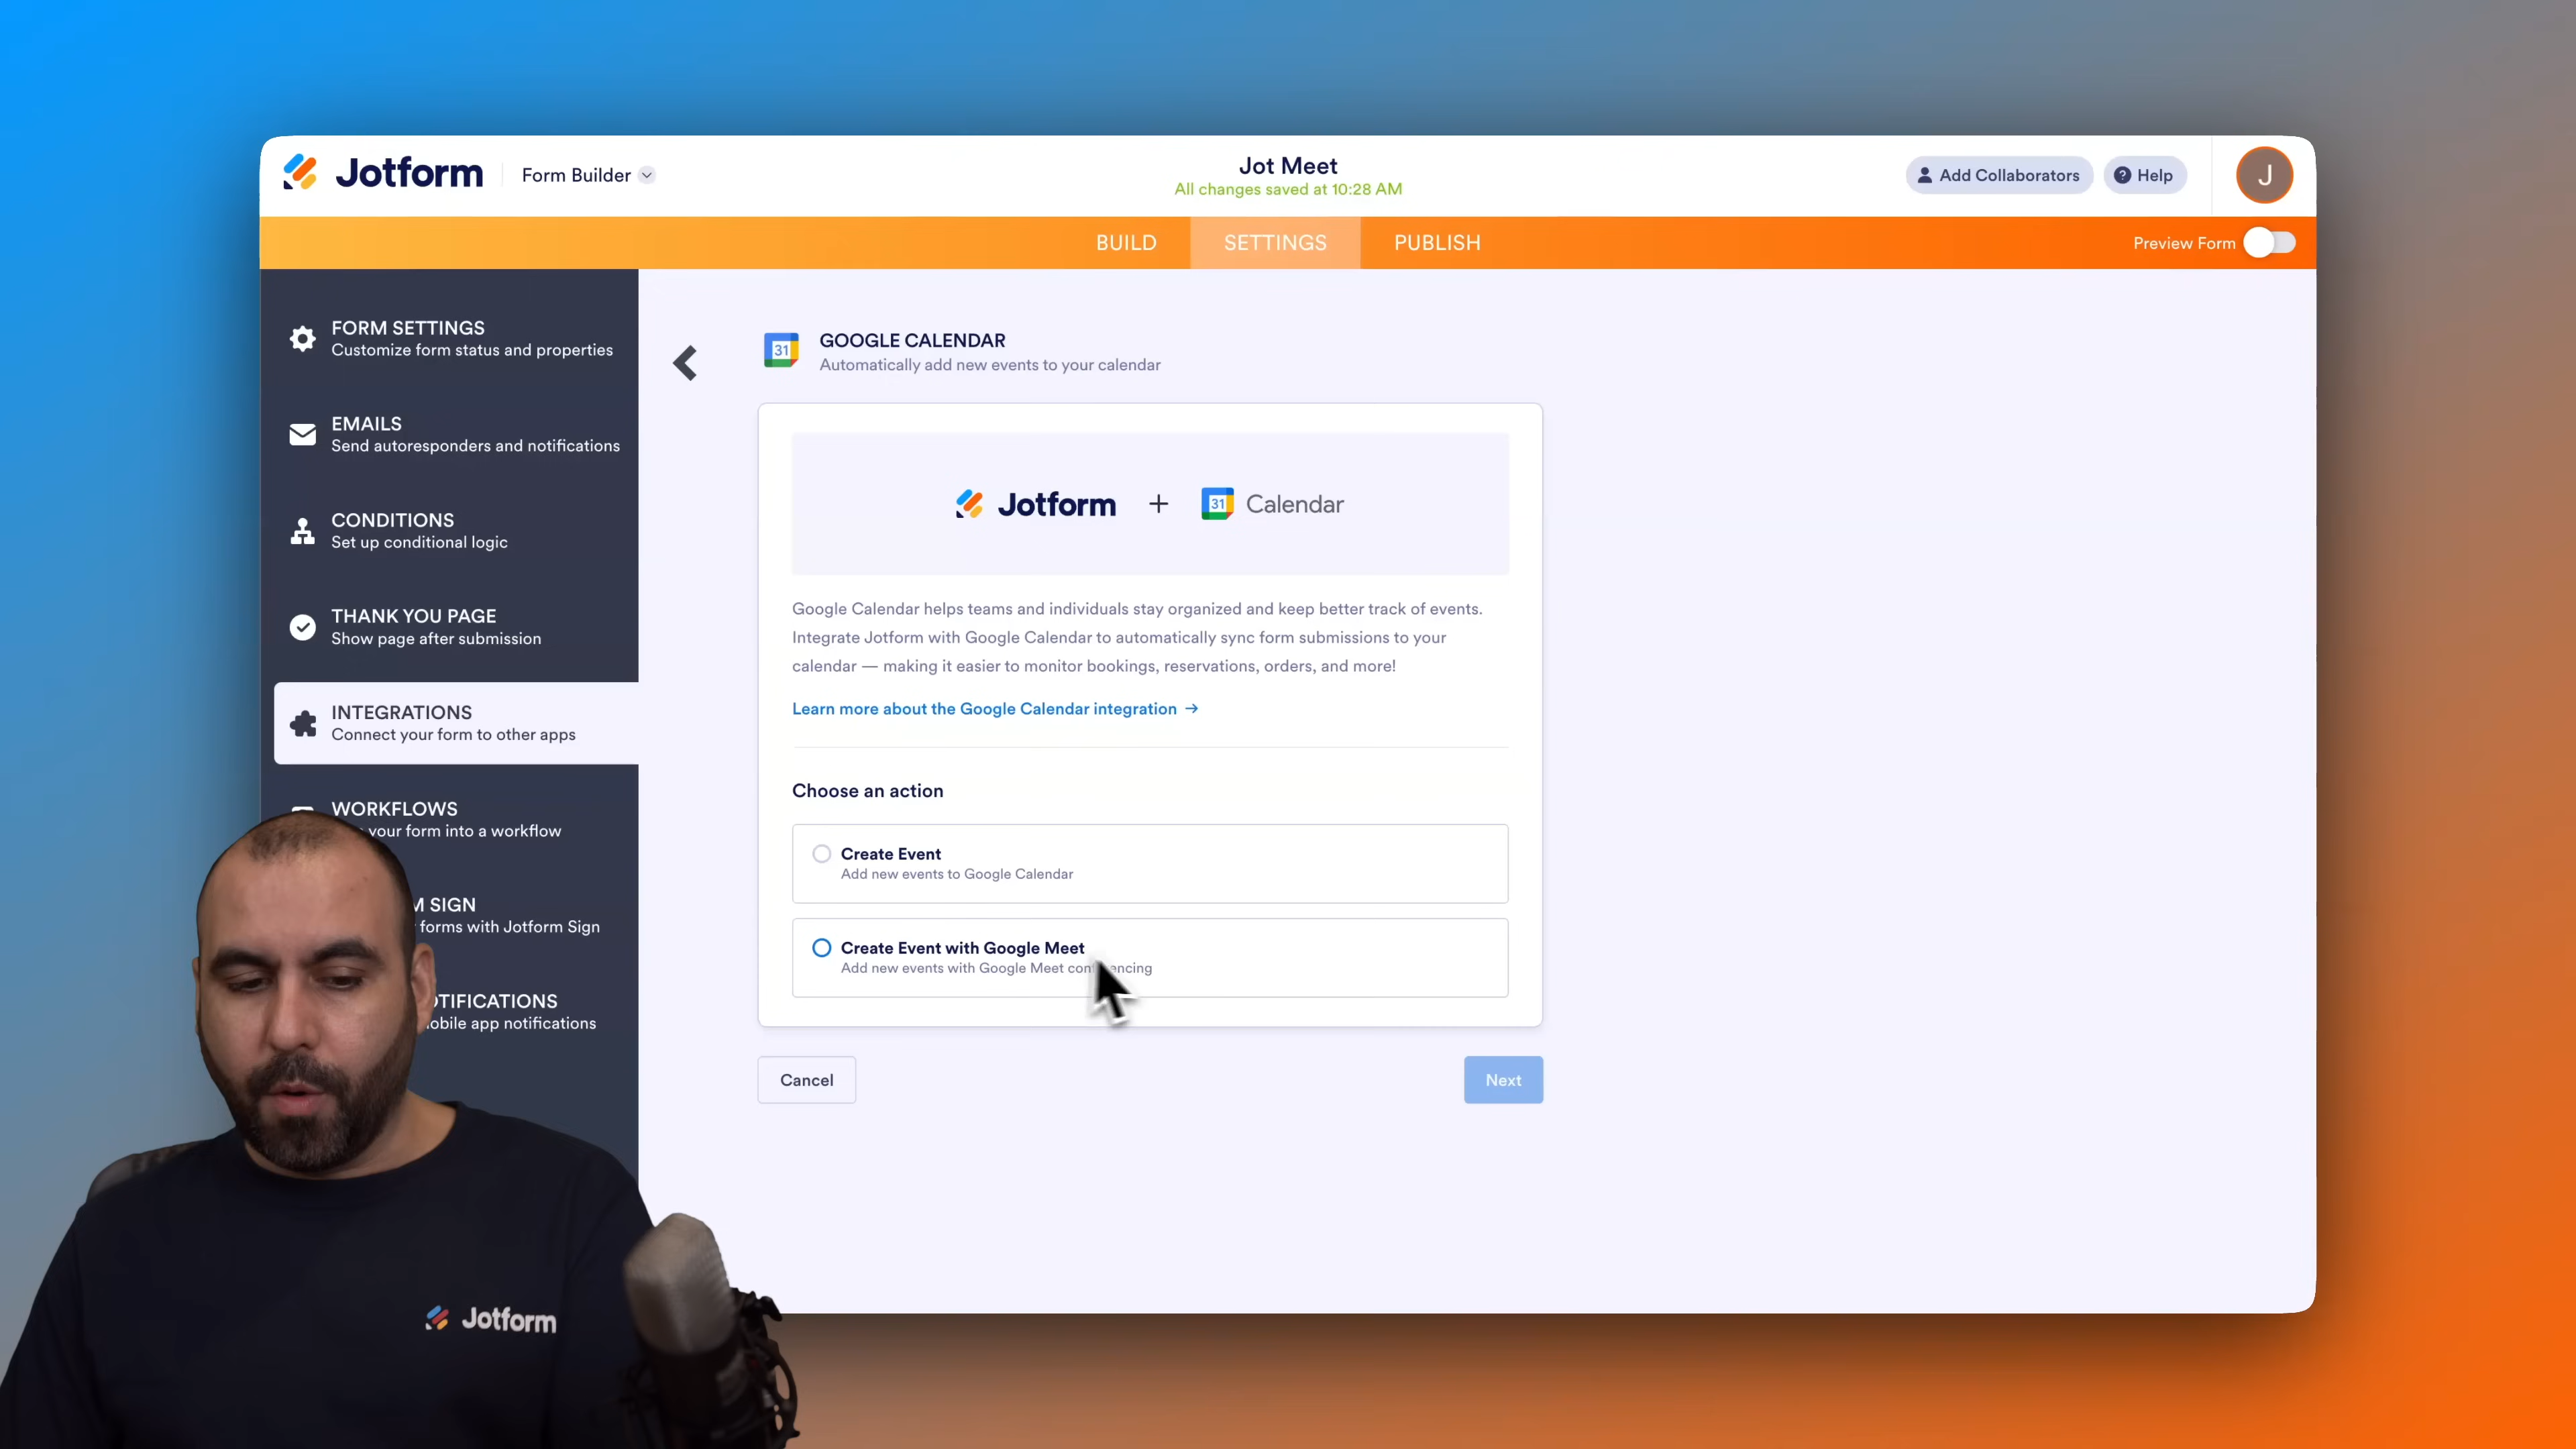 Jotform
Form Builder
Jot Meet
All changes saved at 10:28 AM
Add Collaborators
Help
J
BUILD
SETTINGS
PUBLISH
Preview Form
FORM SETTINGS
Customize form status and properties
EMAILS
Send autoresponders and notifications
CONDITIONS
Set up conditional logic
THANK YOU PAGE
Show page after submission
INTEGRATIONS
Connect your form to other apps
WORKFLOWS
your form into a workflow
SIGN
forms with Jotform Sign
app notifications
31
GOOGLE CALENDAR
Automatically add new events to your calendar
Jotform + 31 Calendar
Google Calendar helps teams and individuals stay organized and keep better track of events.
Integrate Jotform with Google Calendar to automatically sync form submissions to your
calendar — making it easier to monitor bookings, reservations, orders, and more!
Learn more about the Google Calendar integration →
Choose an action
Create Event
Add new events to Google Calendar
Create Event with Google Meet
Add new events with Google Meet
Cancel
Next
Jotform